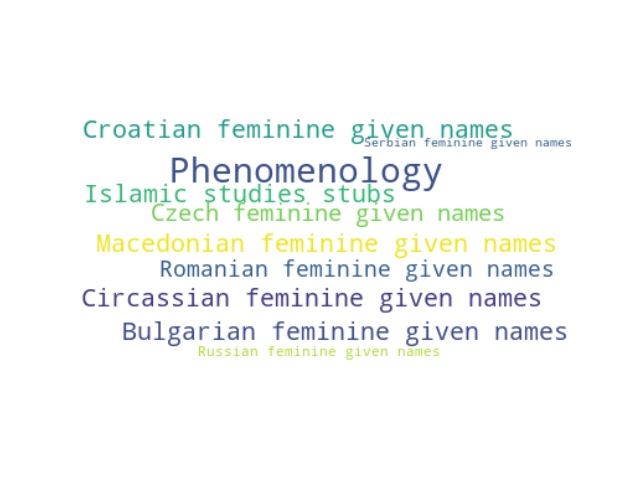 Croatian feminine given names
Serbian feminine given names
Phenomenology
Islamic studies stubs
Czech feminine given names
Macedonian feminine given names
Romanian feminine given names
Circassian feminine given names
Bulgarian feminine given names
Russian feminine given names